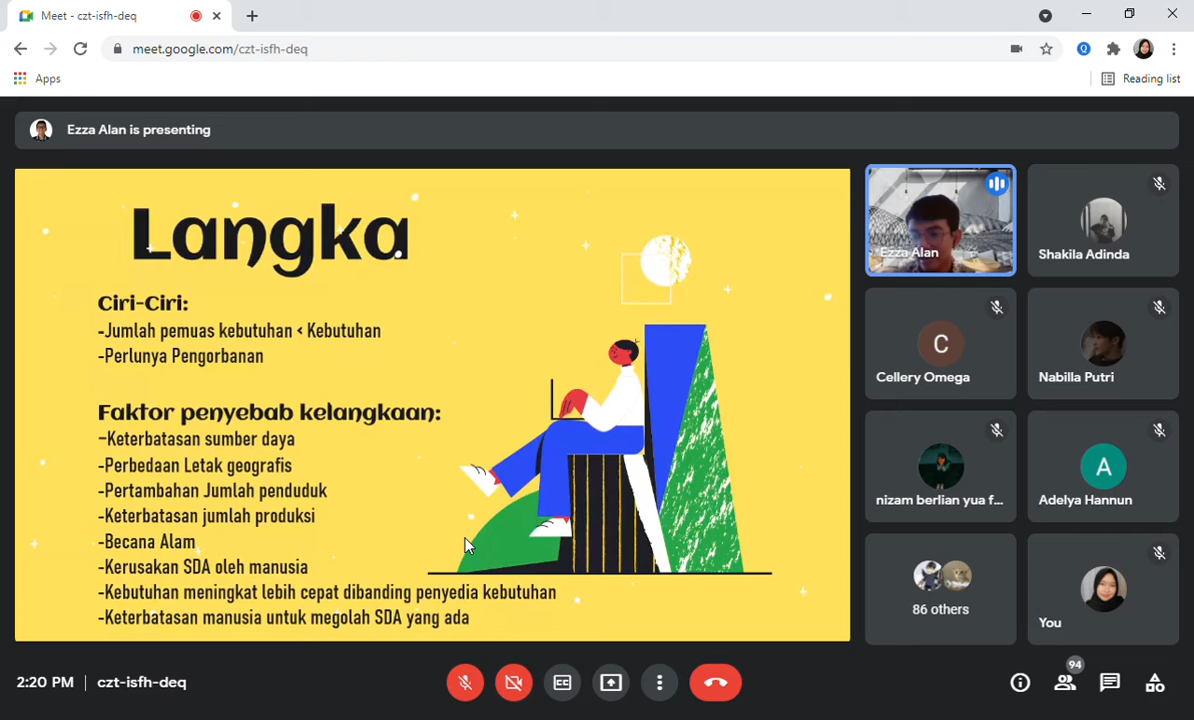 Meet - czt-isfh-deq
meet.google.com/czt-isfh-deq
Apps
Reading list
Ezza Alan is presenting
Langka
Ciri-Ciri:
-Jumlah pemuas kebutuhan < Kebutuhan
-Perlunya Pengorbanan
Faktor penyebab kelangkaan:
-Keterbatasan sumber daya
-Perbedaan Letak geografis
-Pertambahan Jumlah penduduk
-Keterbatasan jumlah produksi
-Becana Alam
-Kerusakan SDA oleh manusia
-Kebutuhan meningkat lebih cepat dibanding penyedia kebutuhan
-Keterbatasan manusia untuk megolah SDA yang ada
Ezza Alan
Shakila Adinda
C
Cellery Omega
Nabilla Putri
nizam berlian yua f...
A
Adelya Hannun
86 others
You
2:20 PM | czt-isfh-deq
94